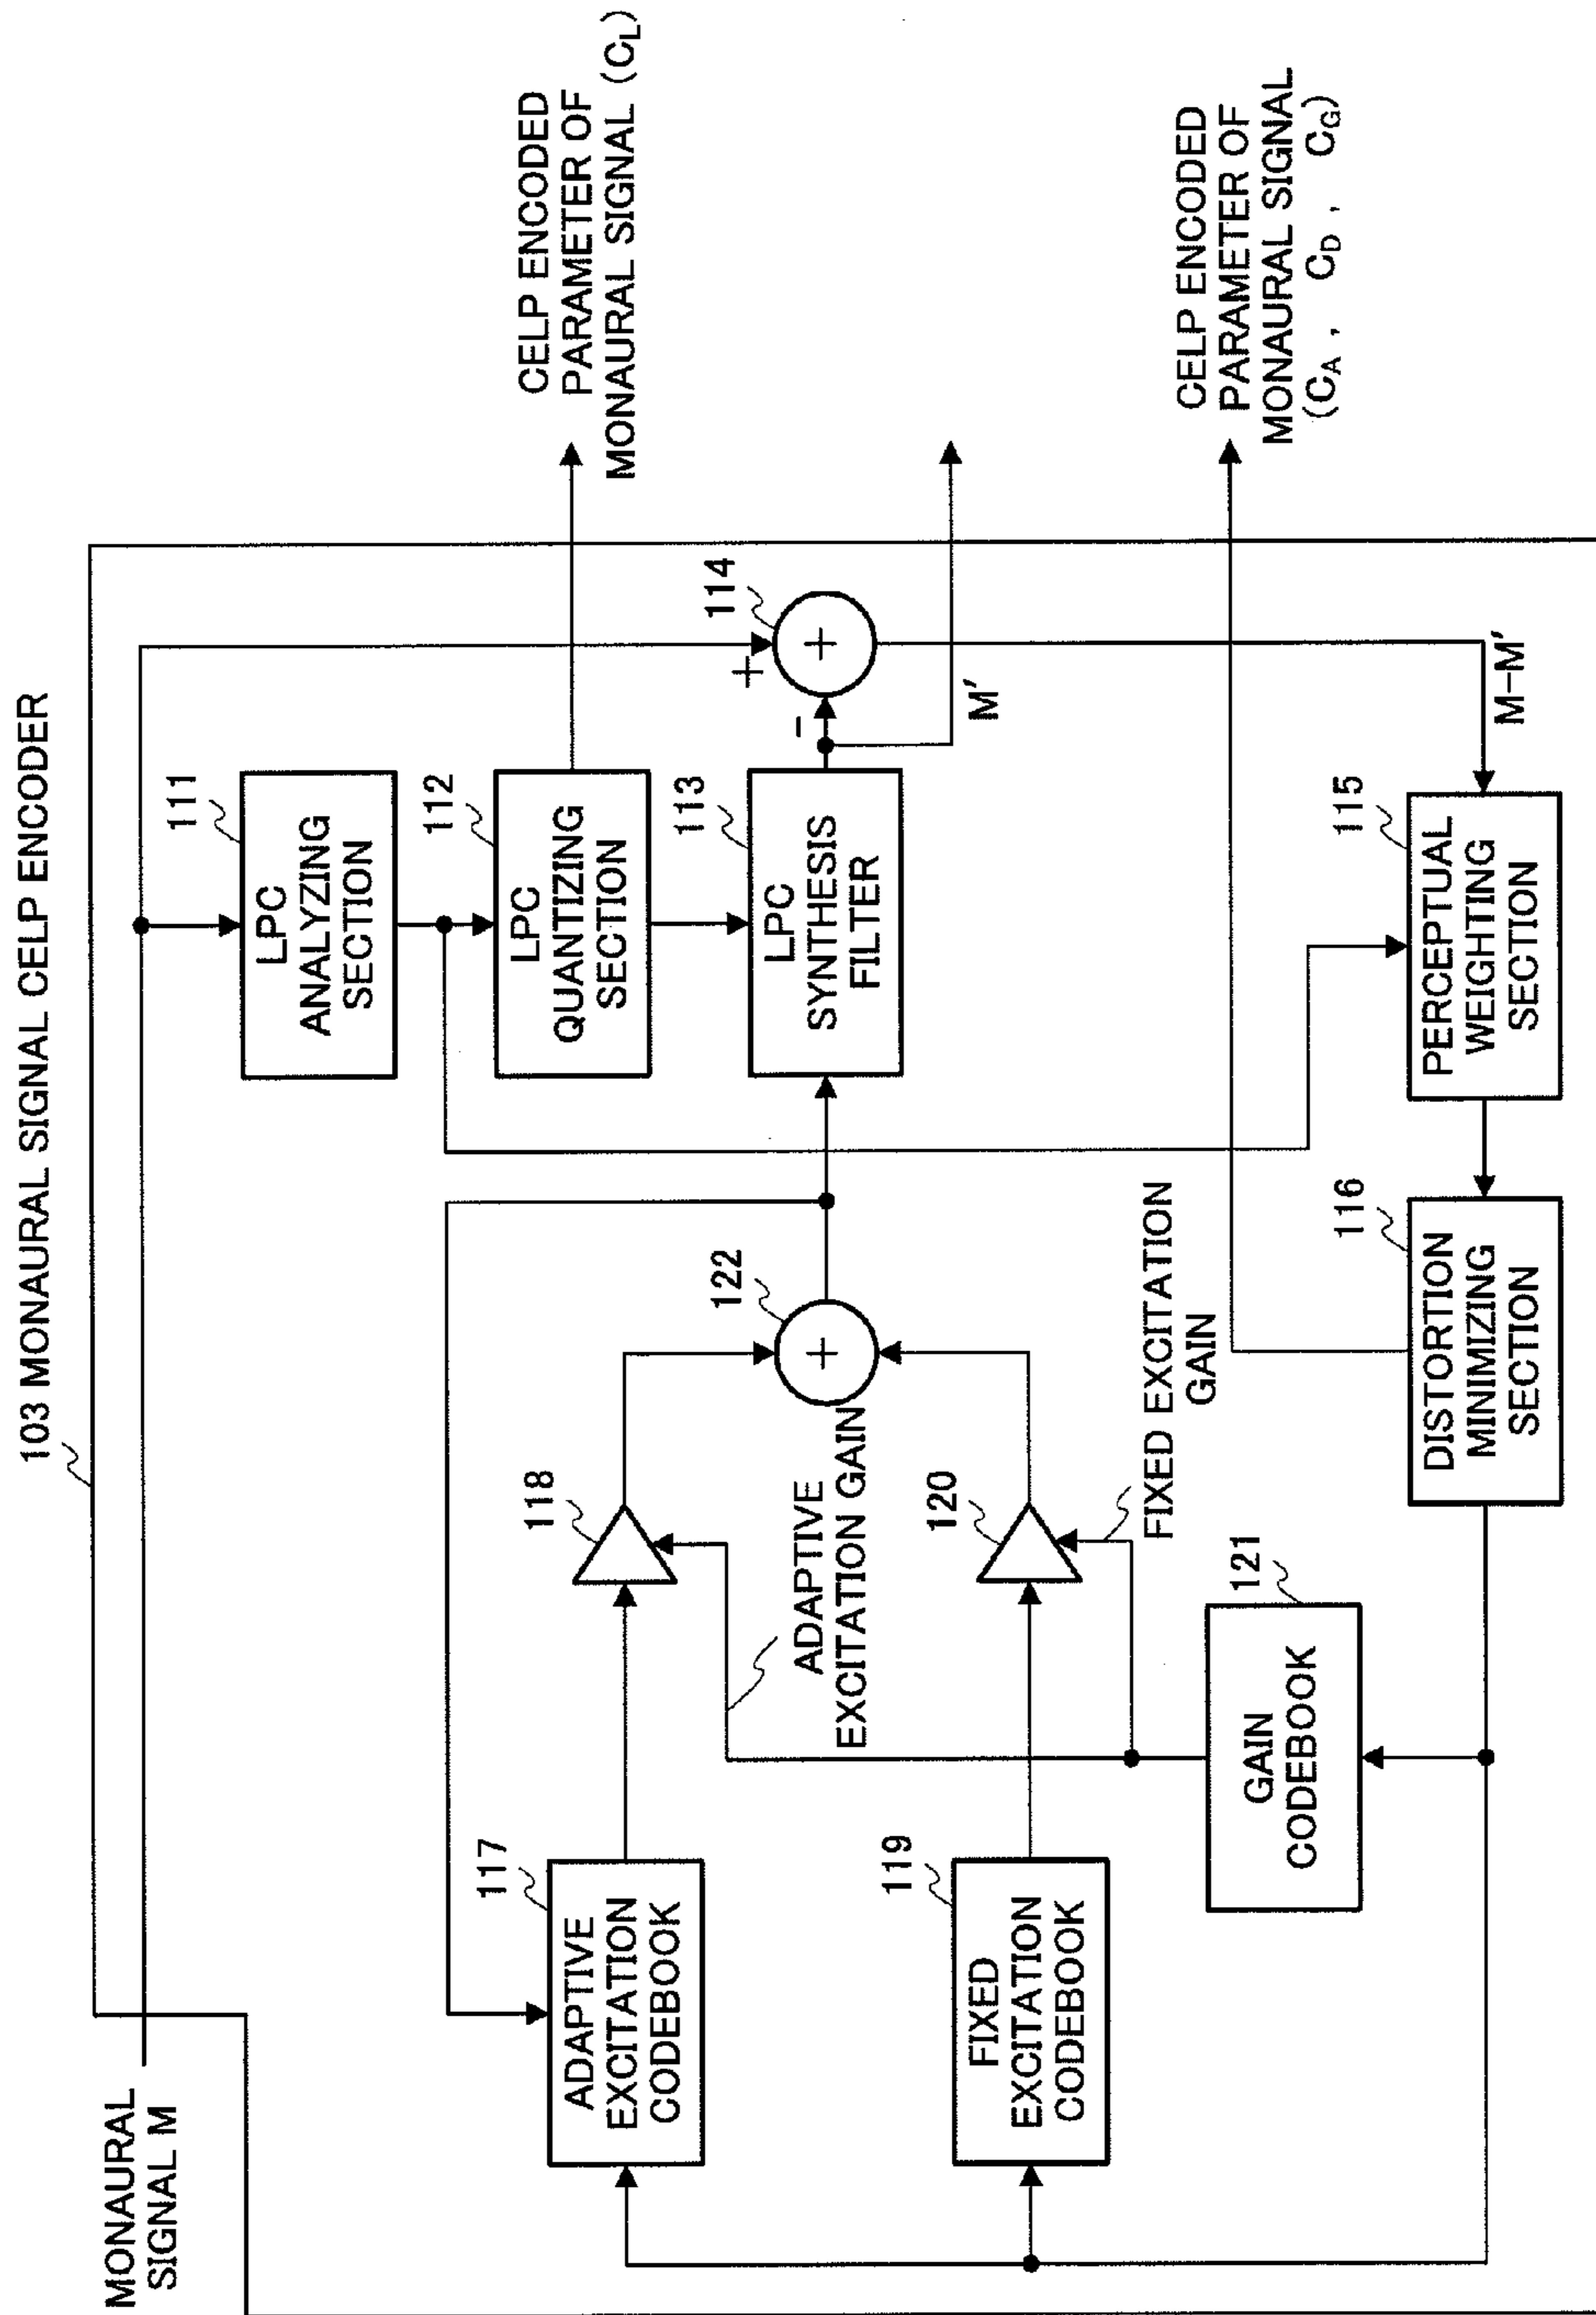 103 MONAURAL SIGNAL CELP ENCODER
MONAURAL
SIGNAL M
111
LPC
ANALYZING
SECTION
112
LPC
QUANTIZING
SECTION
CELP ENCODED
PARAMETER OF
MONAURAL SIGNAL (CL)
113
LPC
SYNTHESIS
FILTER
114
+
+
-
M'
117
ADAPTIVE
EXCITATION
CODEBOOK
118
122
+
ADAPTIVE
EXCITATION GAIN
119
FIXED
EXCITATION
CODEBOOK
120
FIXED EXCITATION
GAIN
121
GAIN
CODEBOOK
CELP ENCODED
PARAMETER OF
MONAURAL SIGNAL
(CA, CD, CG)
116
DISTORTION
MINIMIZING
SECTION
115
PERCEPTUAL
WEIGHTING
SECTION
M-M'